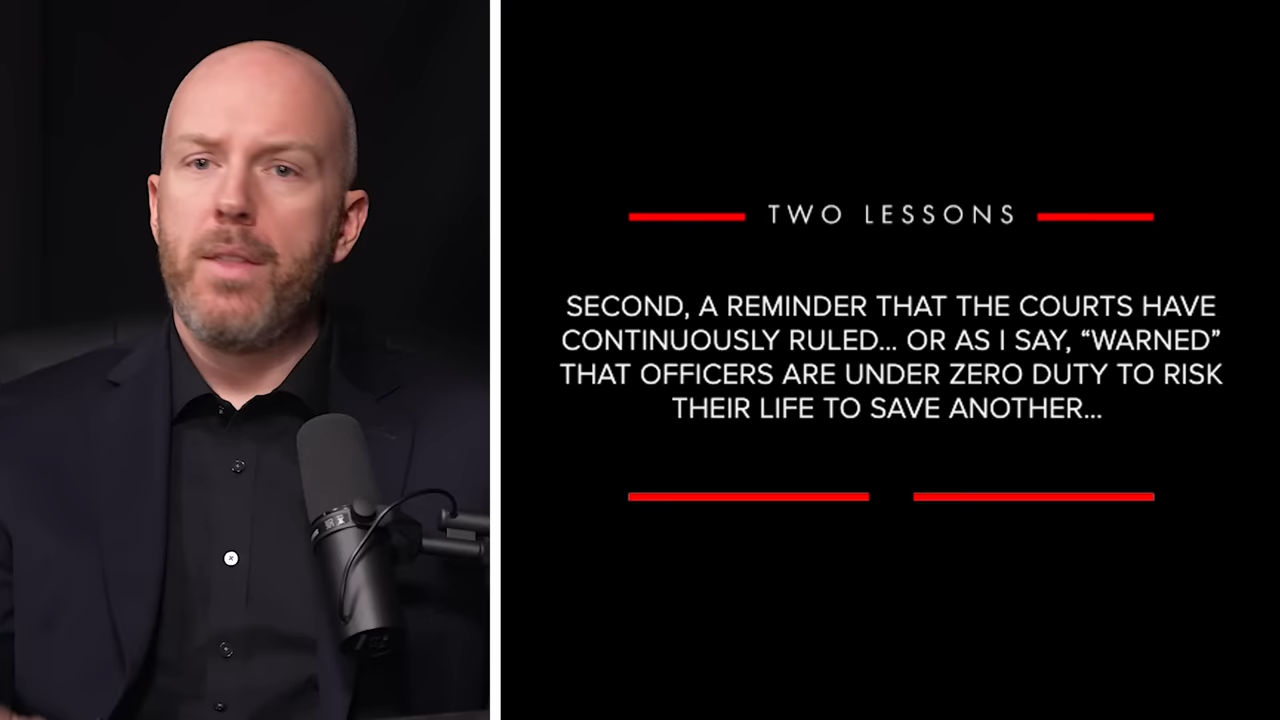 TWO LESSONS
SECOND, A REMINDER THAT THE COURTS HAVE
CONTINUOUSLY RULED... OR AS I SAY, “WARNED”
THAT OFFICERS ARE UNDER ZERO DUTY TO RISK
THEIR LIFE TO SAVE ANOTHER...